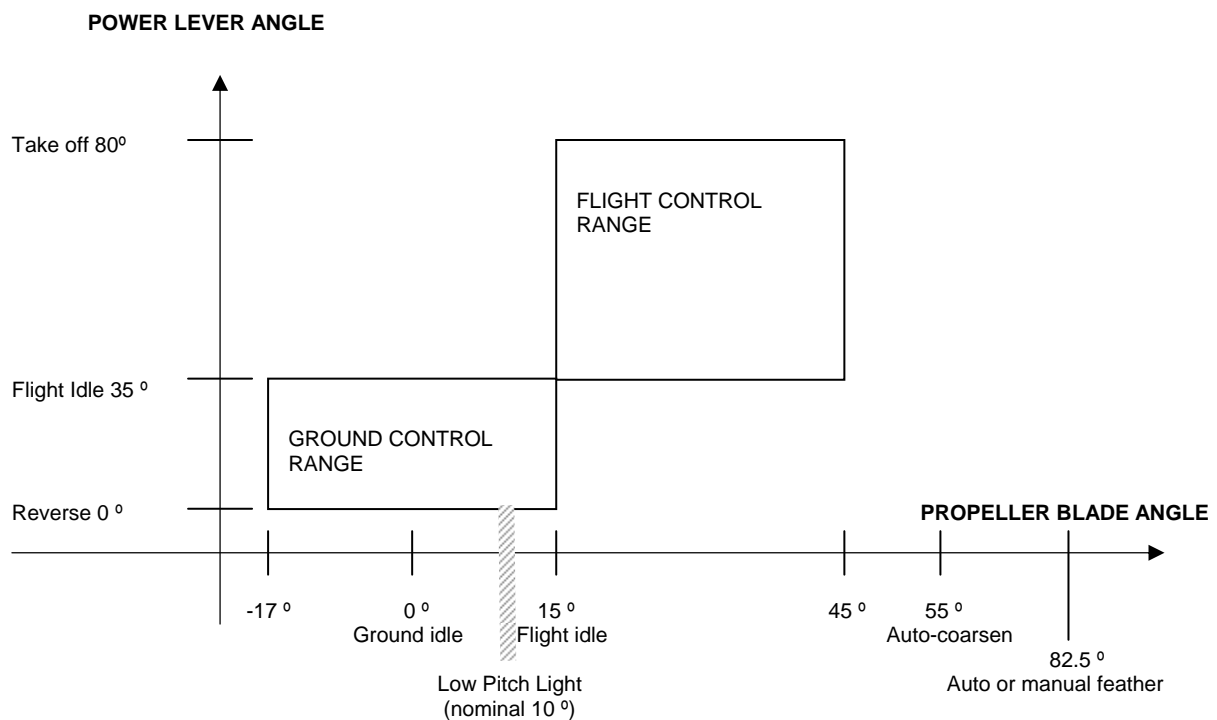 POWER LEVER ANGLE
Take off 80º
FLIGHT CONTROL
RANGE
Flight Idle 35 º
GROUND CONTROL
RANGE
Reverse 0 º
PROPELLER BLADE ANGLE
-17 º
0 º
Ground idle
15 º
Flight idle
45 º
55 º
Auto-coarsen
82.5 º
Auto or manual feather
Low Pitch Light
(nominal 10 º)